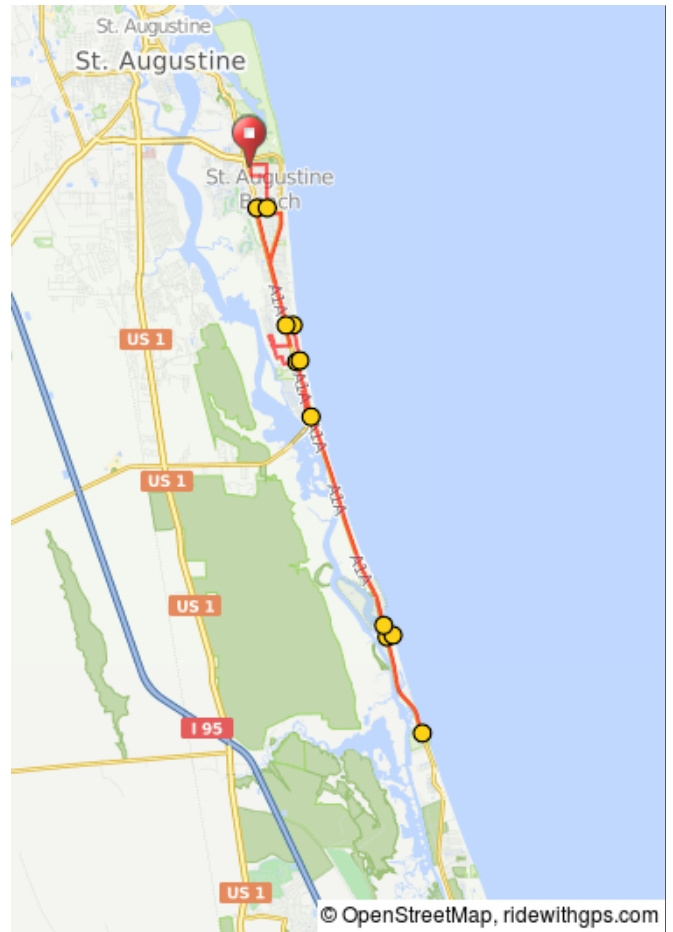 St. Augustine
St. Augustine
St. Augustine
Beach
A1A
US 1
A1A
A1A
US 1
A1A
A1A
US 1
I 95
US 1
© OpenStreetMap, ridewithgps.com